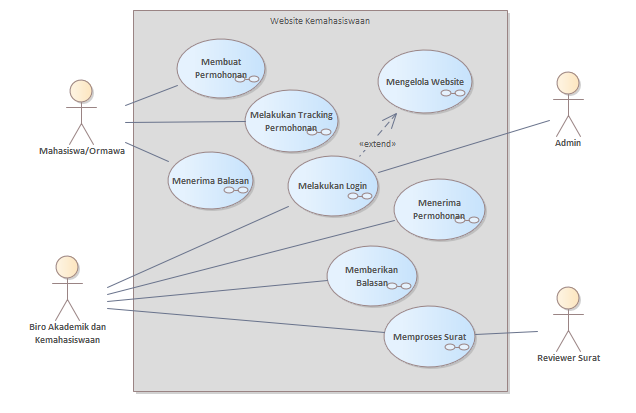 Website Kemahasiswaan
Membuat
Permohonan
Mengelola Website
Melakukan Tracking
Permohonan
Mahasiswa/Ormawa
Admin
«extend»
Menerima Balasan
Melakukan Login
Menerima
Permohonan
Memberikan
Balasan
Biro Akademik dan
Kemahasiswaan
Memproses Surat
Reviewer Surat